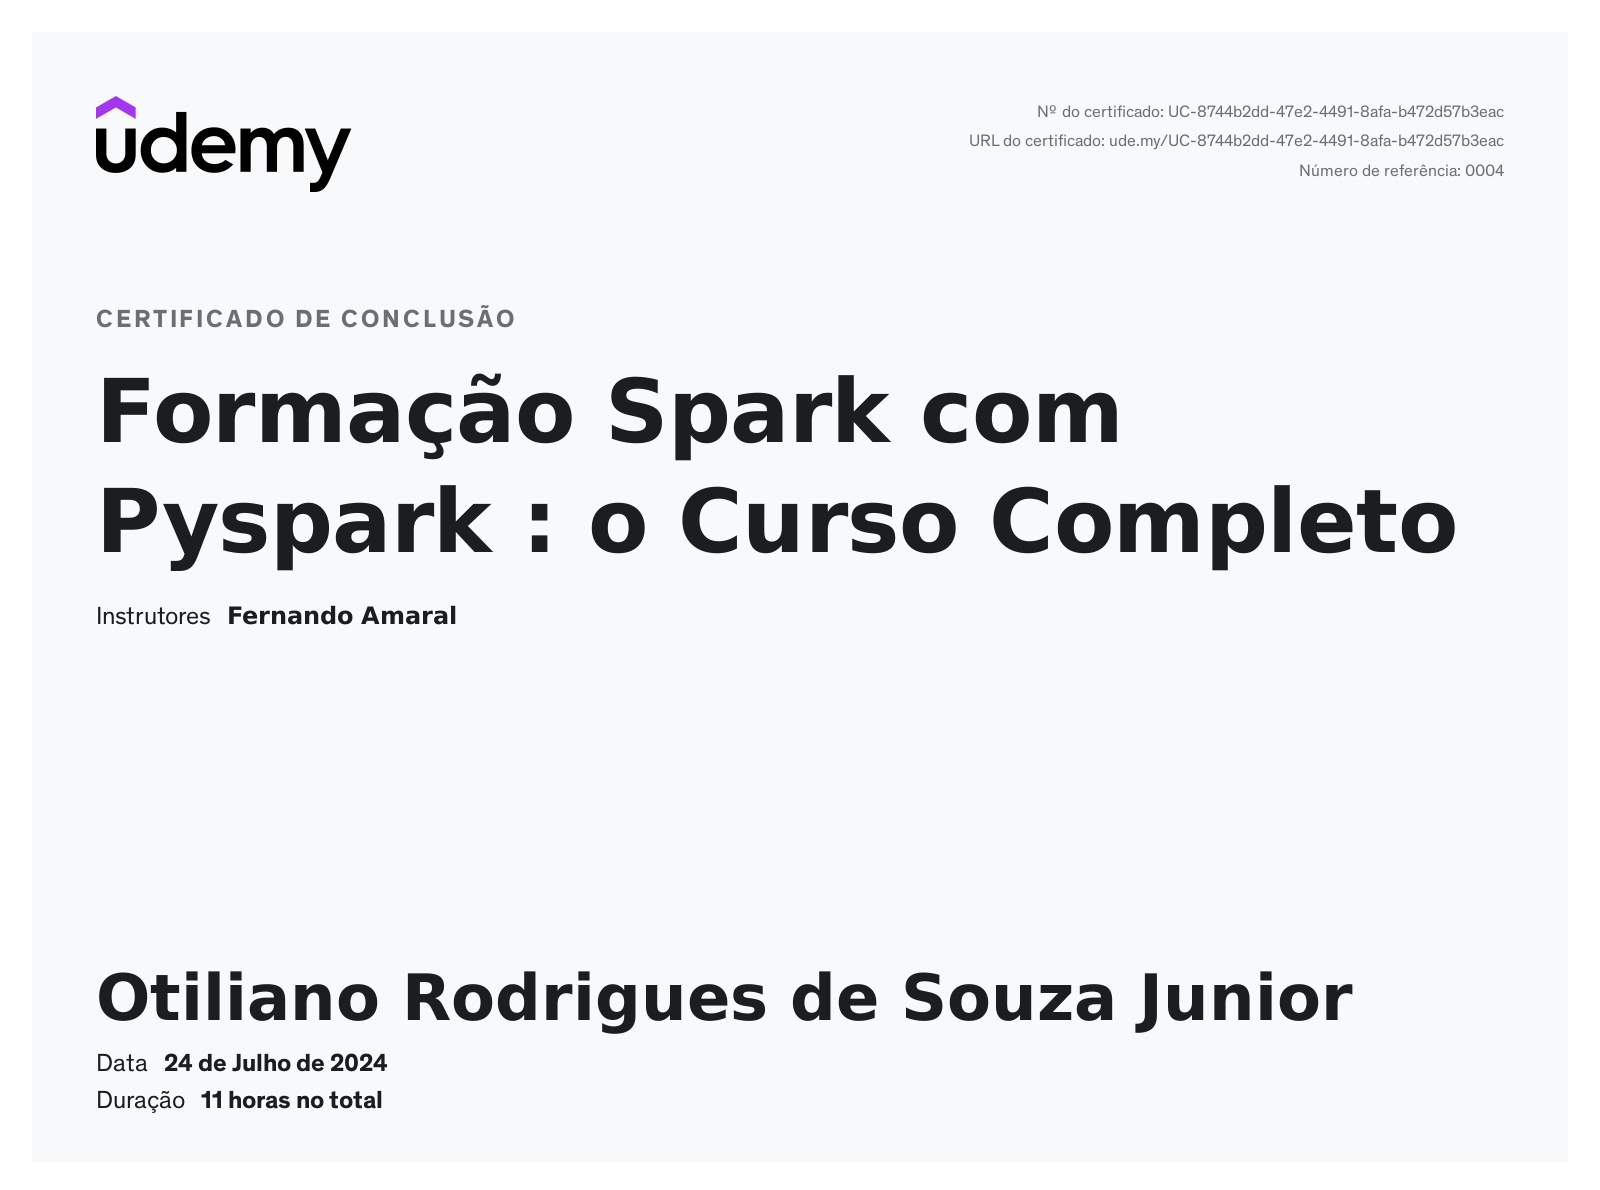 udemy
Nº do certificado: UC-8744b2dd-47e2-4491-8afa-b472d57b3eac
URL do certificado: ude.my/UC-8744b2dd-47e2-4491-8afa-b472d57b3eac
Número de referência: 0004
CERTIFICADO DE CONCLUSÃO
Formação Spark com
Pyspark : o Curso Completo
Instrutores Fernando Amaral
Otiliano Rodrigues de Souza Junior
Data 24 de Julho de 2024
Duração 11 horas no total